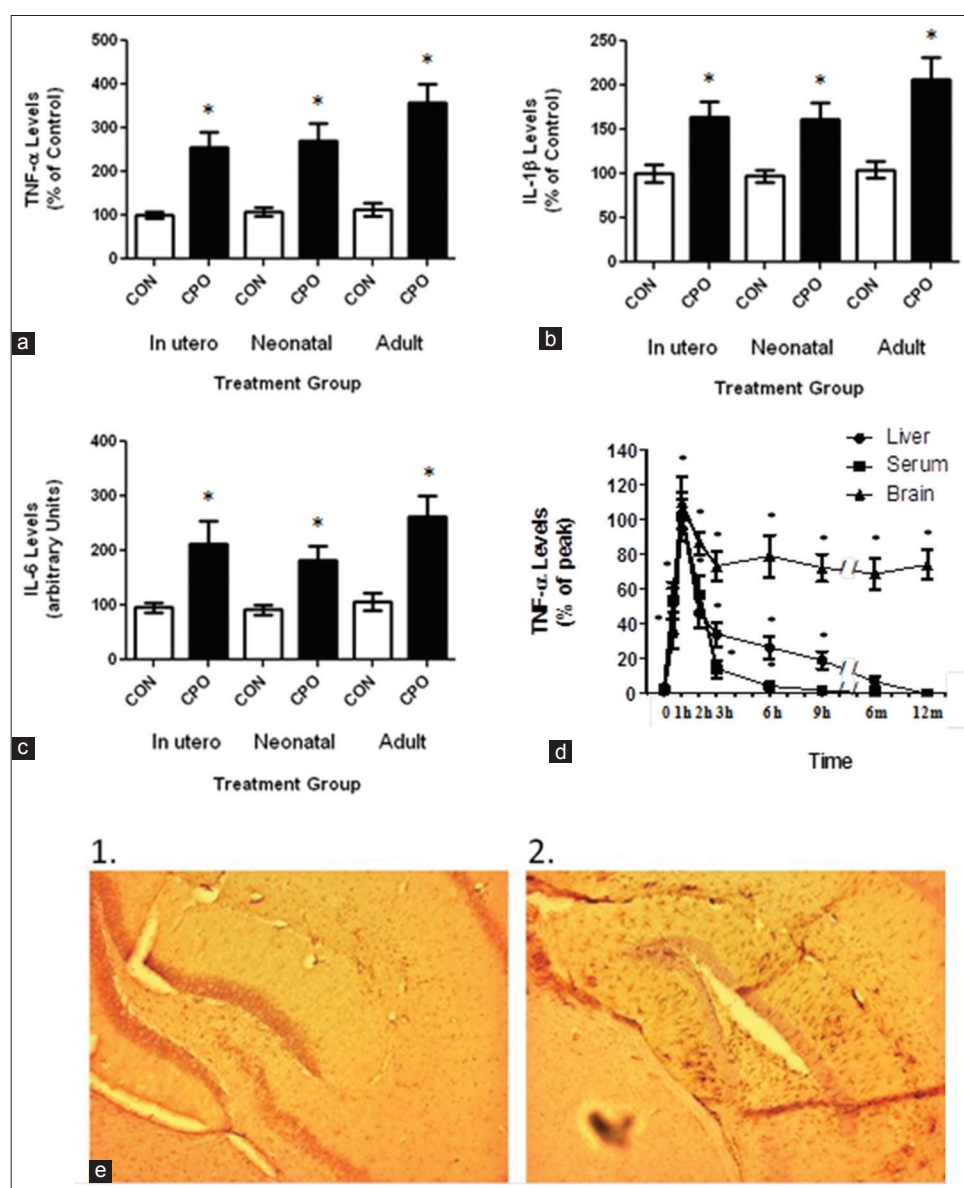 500
400
300
200
100
0
TNF-α Levels
(% of Control)
*
*
*
CON
CPO
CON
CPO
CON
CPO
In utero
Neonatal
Adult
Treatment Group
a
250
200
150
100
50
0
IL-1β Levels
(% of Control)
*
*
*
CON
CPO
CON
CPO
CON
CPO
In utero
Neonatal
Adult
Treatment Group
b
400
300
200
100
0
IL-6 Levels
(arbitrary Units)
*
*
*
CON
CPO
CON
CPO
CON
CPO
In utero
Neonatal
Adult
Treatment Group
c
Liver
Serum
Brain
140
120
100
80
60
40
20
0
TNF-α Levels
(% of peak)
0 1h 2h 3h 6h 9h 6m 12m
Time
d
1.
2.
e